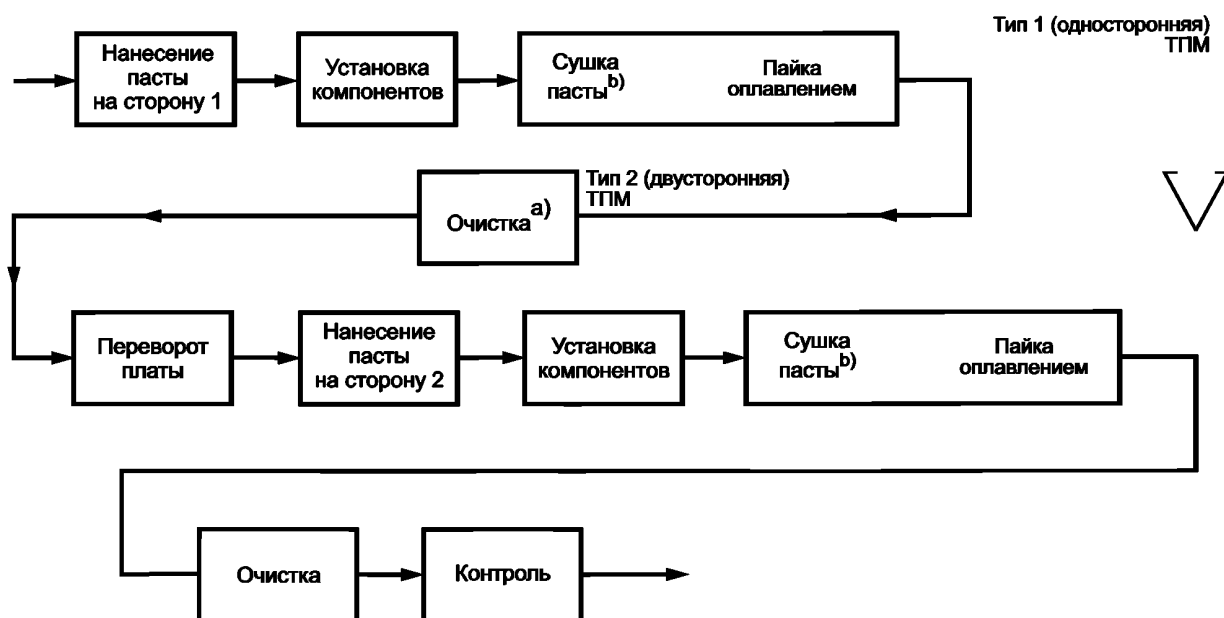 Тип 1 (односторонняя)
ТПМ
Нанесение
пасты
на сторону 1
Установка
компонентов
Сушка
пасты b)
Пайка
оплавлением
Тип 2 (двусторонняя)
ТПМ
Очистка a)
Переворот
платы
Нанесение
пасты
на сторону 2
Установка
компонентов
Сушка
пасты b)
Пайка
оплавлением
Очистка
Контроль